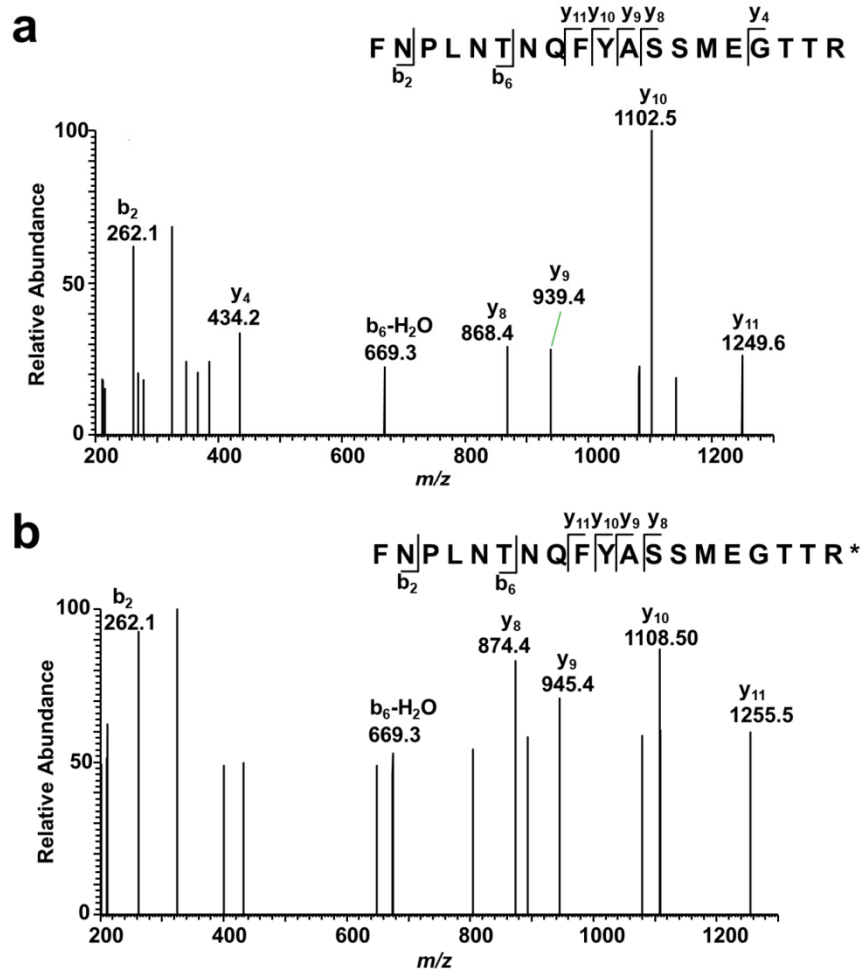 a
y₁₁ y₁₀ y₉ y₈ y₄
F N P L N T N Q F Y A S S M E G T T R
b₂ b₆
y₁₀
1102.5
100
b₂
262.1
Relative Abundance
50
y₄
434.2
b₆-H₂O
669.3
y₈
868.4
y₉
939.4
y₁₁
1249.6
0
200 400 600 800 1000 1200
m/z
b
y₁₁ y₁₀ y₉ y₈
F N P L N T N Q F Y A S S M E G T T R *
b₂ b₆
b₂
262.1
100
y₈
874.4
y₉
945.4
y₁₀
1108.50
y₁₁
1255.5
b₆-H₂O
669.3
Relative Abundance
50
0
200 400 600 800 1000 1200
m/z